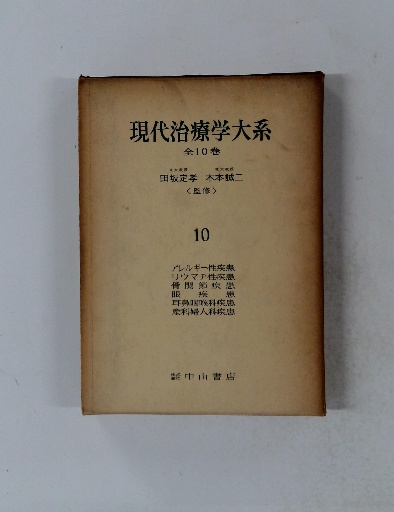 現代治療学大系
全10巻
田坂定孝 木本誠二
〈監修〉
10
アレルギー性疾患
リウマチ性疾患
骨関節疾患
眼疾患
耳鼻咽喉科疾患
産科婦人科疾患
中山書店